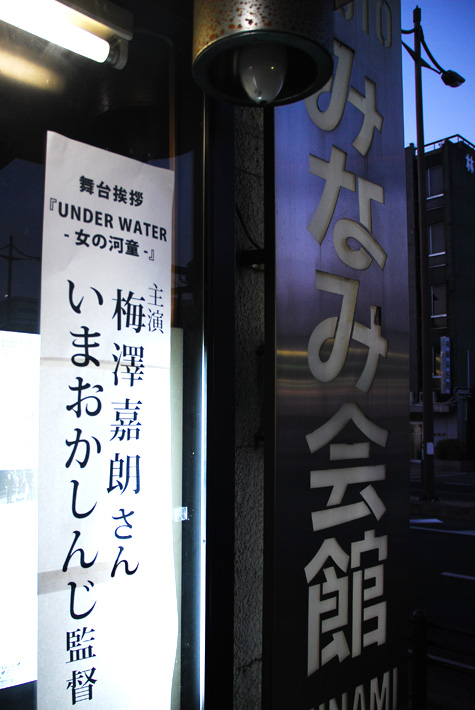 舞台挨拶
『UNDER WATER
- 女の河童 -』
主演
梅澤嘉朗さん
いまおかしんじ監督
みなみ会館